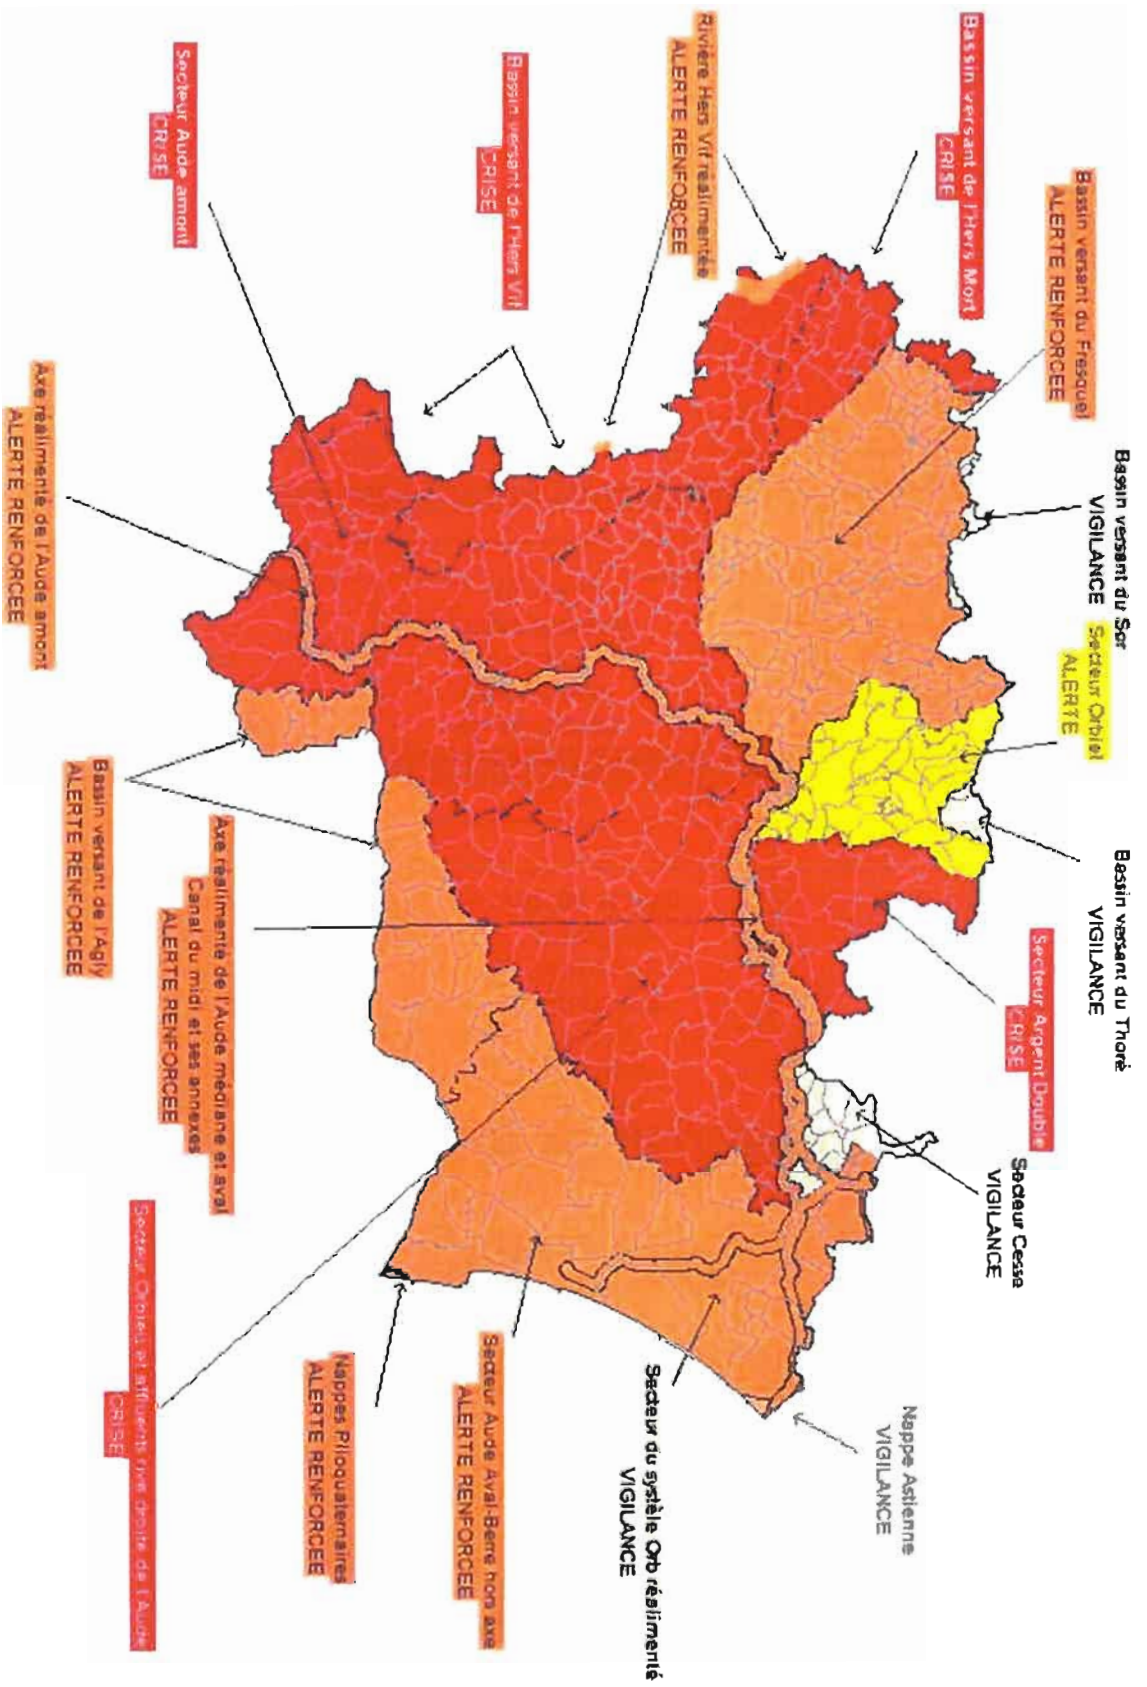 Bassin versant du Sor
VIGILANCE
Secteur Orbiel
ALERTE
Bassin versant du Thoré
VIGILANCE
Bassin versant du Fresquel
ALERTE RENFORCEE
Secteur Argent Double
CRISE
Secteur Cesse
VIGILANCE
Bassin versant de l'Hers Mort
CRISE
Nappe Astienne
VIGILANCE
Rivière Hers Vif réalimentée
ALERTE RENFORCEE
Secteur du systèle Orb réalimenté
VIGILANCE
Bassin versant de l'Hers Vif
CRISE
Secteur Aude Aval-Berre hors axe
ALERTE RENFORCEE
Nappes Plioquaternaires
ALERTE RENFORCEE
Secteur Aude amont
CRISE
Axe réalimenté de l'Aude médiane et aval
Canal du midi et ses annexes
ALERTE RENFORCEE
Secteur Orbieu et affluents rive droite de l'Aude
CRISE
Bassin versant de l'Agly
ALERTE RENFORCEE
Axe réalimenté de l'Aude amont
ALERTE RENFORCEE